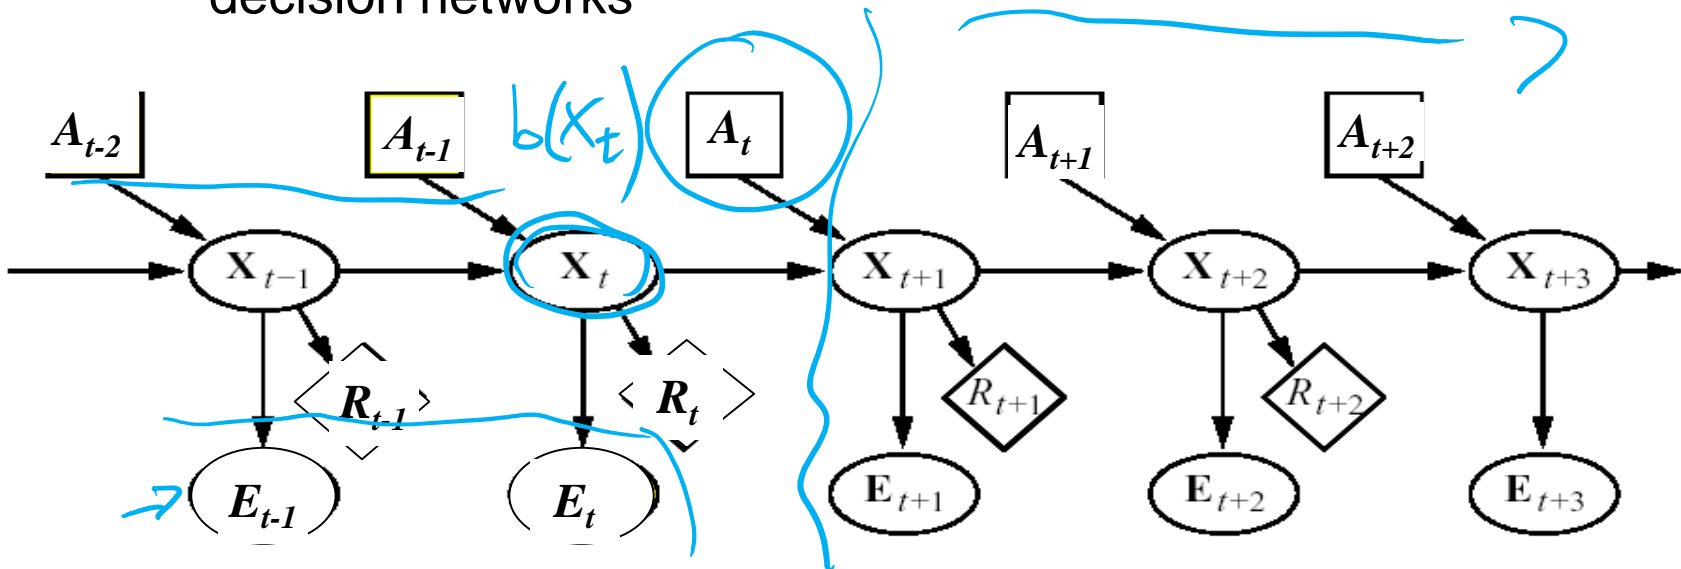 decision networks
A_{t-2} A_{t-1} b(X_t) A_t A_{t+1} A_{t+2}
X_{t-1} X_t X_{t+1} X_{t+2} X_{t+3}
R_{t-1} R_t R_{t+1} R_{t+2}
E_{t-1} E_t E_{t+1} E_{t+2} E_{t+3}